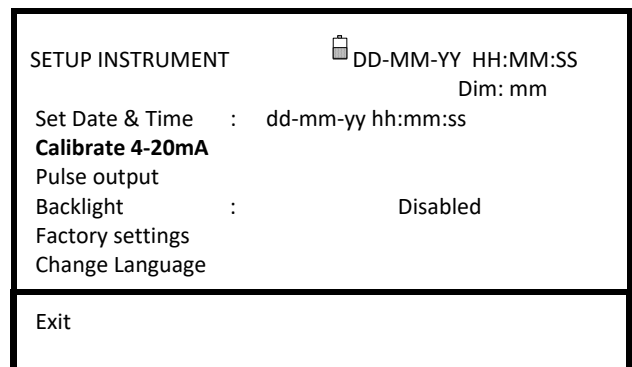 SETUP INSTRUMENT DD-MM-YY HH:MM:SS
Dim: mm
Set Date & Time : dd-mm-yy hh:mm:ss
Calibrate 4-20mA
Pulse output
Backlight : Disabled
Factory settings
Change Language
Exit